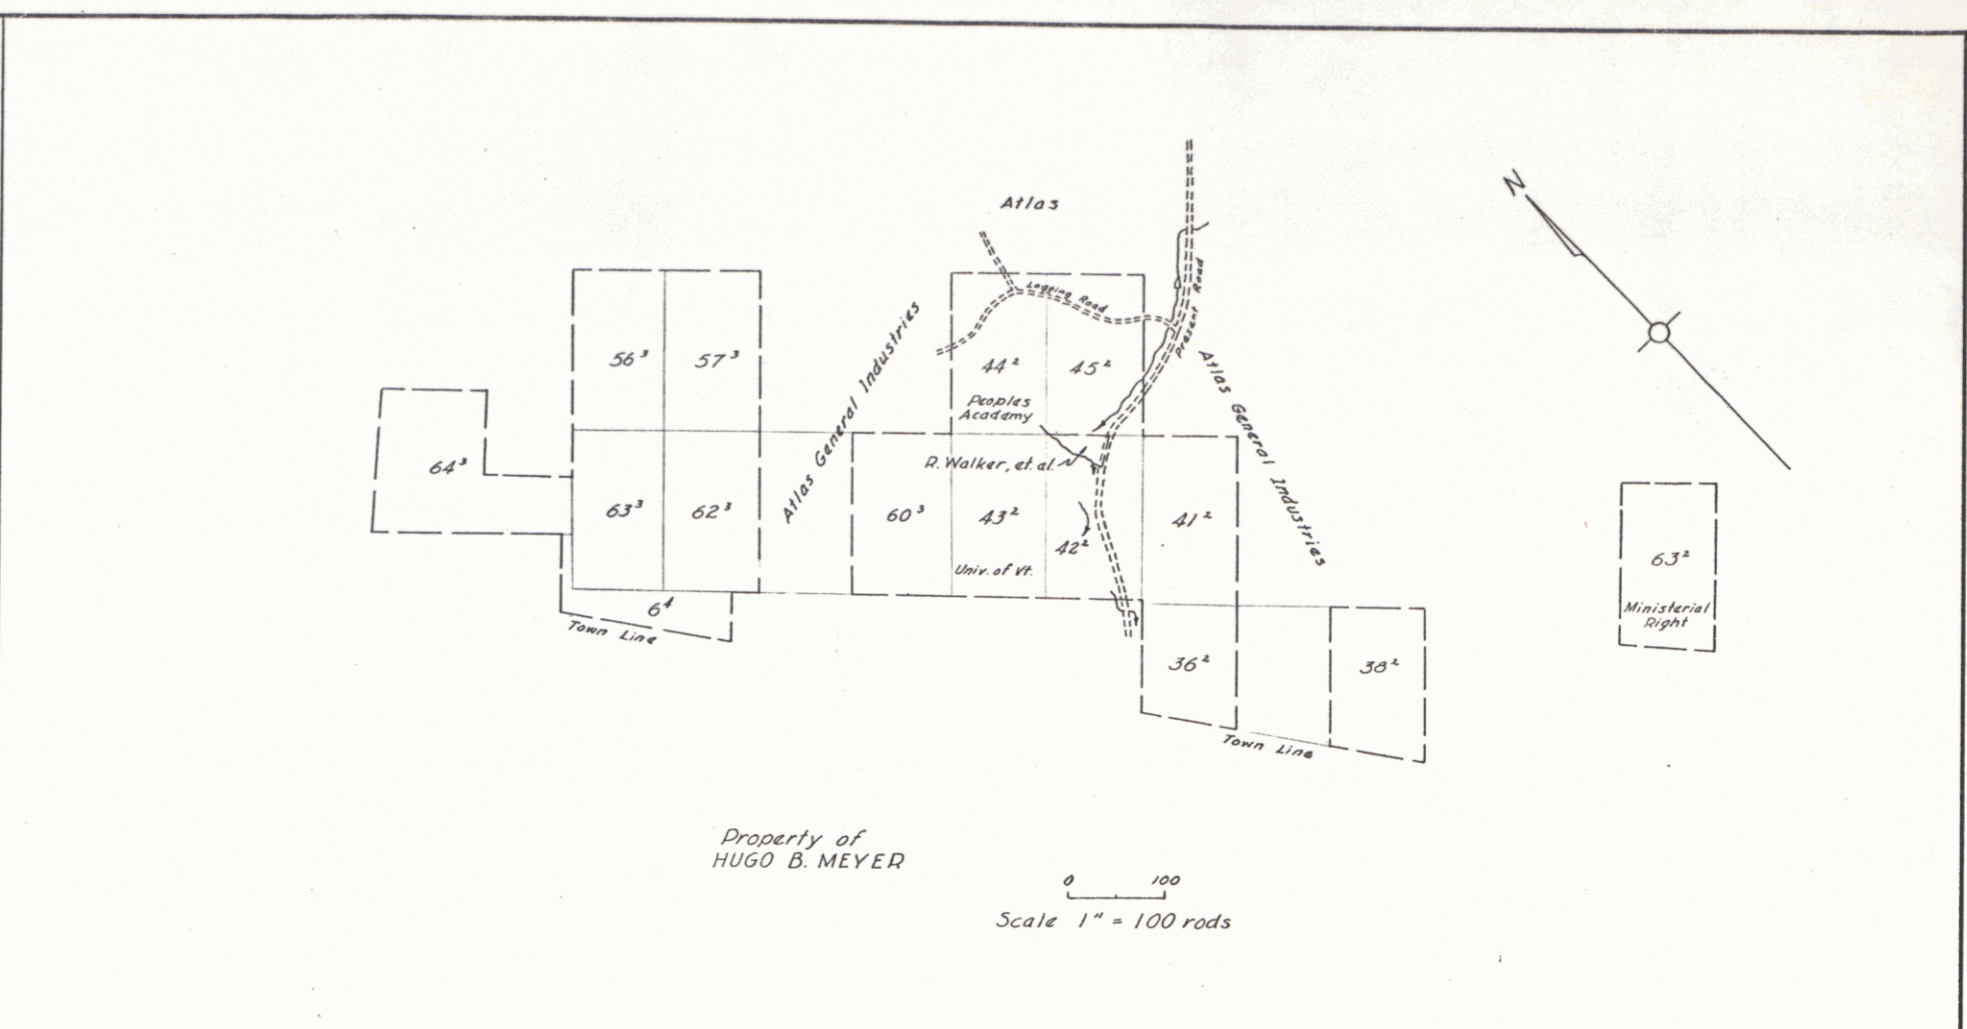 N
Atlas
Logging Road
Present Road
56³
57³
Atlas General Industries
44²
45²
Peoples
Academy
Atlas General Industries
64³
R. Walker, et. al.
63³
62³
60³
43²
42²
41²
Univ. of Vt.
6⁴
Town Line
36²
38²
Town Line
63²
Ministerial
Right
Property of
HUGO B. MEYER
0 100
Scale 1" = 100 rods